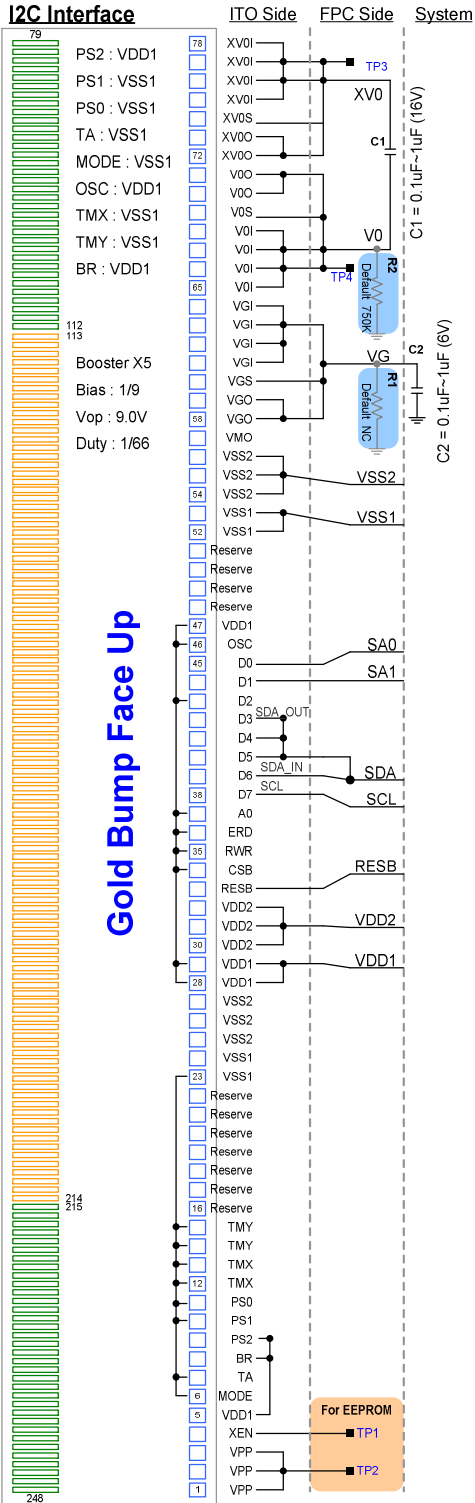 I2C Interface
ITO Side
FPC Side
System
79
PS2 : VDD1
PS1 : VSS1
PS0 : VSS1
TA : VSS1
MODE : VSS1
OSC : VDD1
TMX : VSS1
TMY : VSS1
BR : VDD1
112
113
Booster X5
Bias : 1/9
Vop : 9.0V
Duty : 1/66
Gold Bump Face Up
214
215
248
78
XV0I
XV0I
XV0I
XV0I
XV0S
XV0O
72
XV0O
V0O
V0O
V0S
V0I
V0I
V0I
65
V0I
VGI
VGI
VGI
VGI
VGS
VGO
58
VGO
VMO
VSS2
VSS2
54
VSS2
VSS1
52
VSS1
Reserve
Reserve
Reserve
Reserve
47
VDD1
46
OSC
45
D0
D1
D2
D3
D4
D5
D6
38
D7
A0
ERD
35
RWR
CSB
RESB
VDD2
VDD2
30
VDD2
VDD1
28
VDD1
VSS2
VSS2
VSS2
VSS1
23
VSS1
Reserve
Reserve
Reserve
Reserve
Reserve
Reserve
16
Reserve
TMY
TMY
TMX
12
TMX
PS0
PS1
PS2
BR
TA
6
MODE
5
VDD1
XEN
VPP
VPP
1
VPP
TP3
XV0
C1
C1 = 0.1uF~1uF (16V)
V0
TP4
R2
Default 750K
VG
C2
R1
Default NC
C2 = 0.1uF~1uF (6V)
VSS2
VSS1
SA0
SA1
SDA_OUT
SDA_IN
SDA
SCL
SCL
RESB
VDD2
VDD1
For EEPROM
TP1
TP2